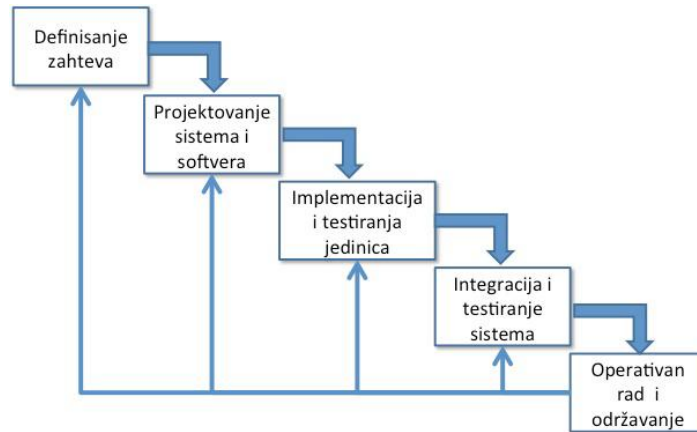 Definisanje
zahteva
Projektovanje
sistema i
softvera
Implementacija
i testiranja
jedinica
Integracija i
testiranje
sistema
Operativan
rad i
održavanje